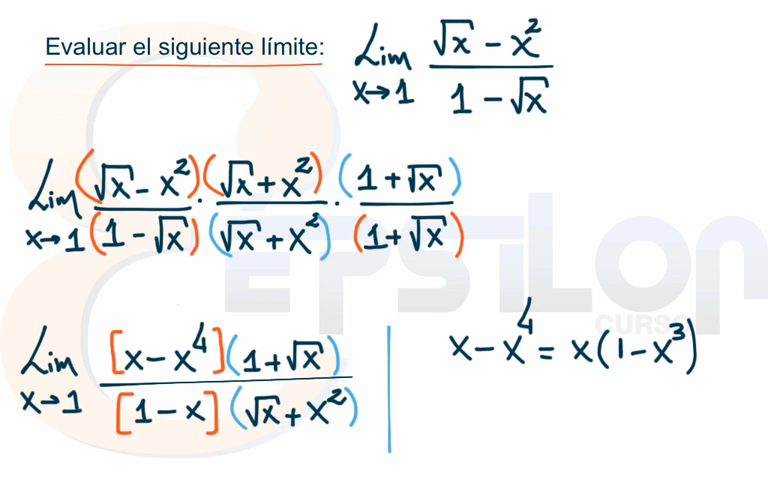 Evaluar el siguiente límite: Lim x→1 (√x - x²)/(1 - √x)
Lim x→1 (√x - x²)/(1 - √x) · (√x + x²)/(√x + x²) · (1 + √x)/(1 + √x)
EPSILON
CURSO
Lim x→1 [x - x⁴](1 + √x)/[1 - x](√x + x²)
x - x⁴ = x(1 - x³)